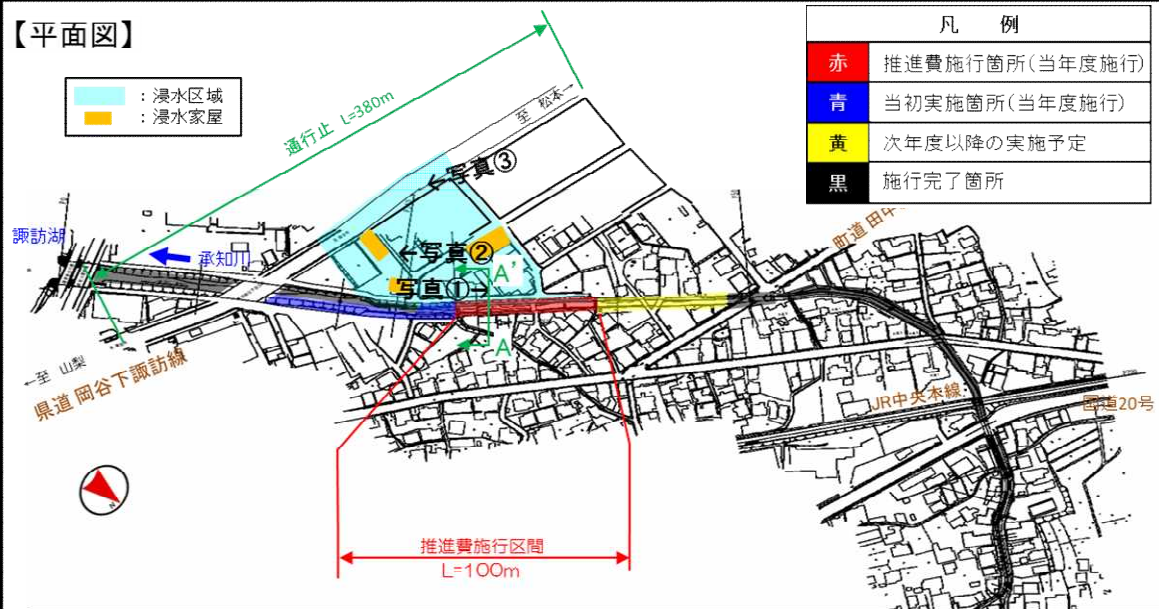 【平面図】
：浸水区域
：浸水家屋
凡　例
赤 推進費施行箇所(当年度施行)
青 当初実施箇所(当年度施行)
黄 次年度以降の実施予定
黒 施行完了箇所
通行止 L=380m
至 松本→
←写真③
諏訪湖
承知川
←写真②
A'
写真①→
A
町道田中
←至 山梨
県道岡谷下諏訪線
JR中央本線
国道20号
推進費施行区間
L=100m
N